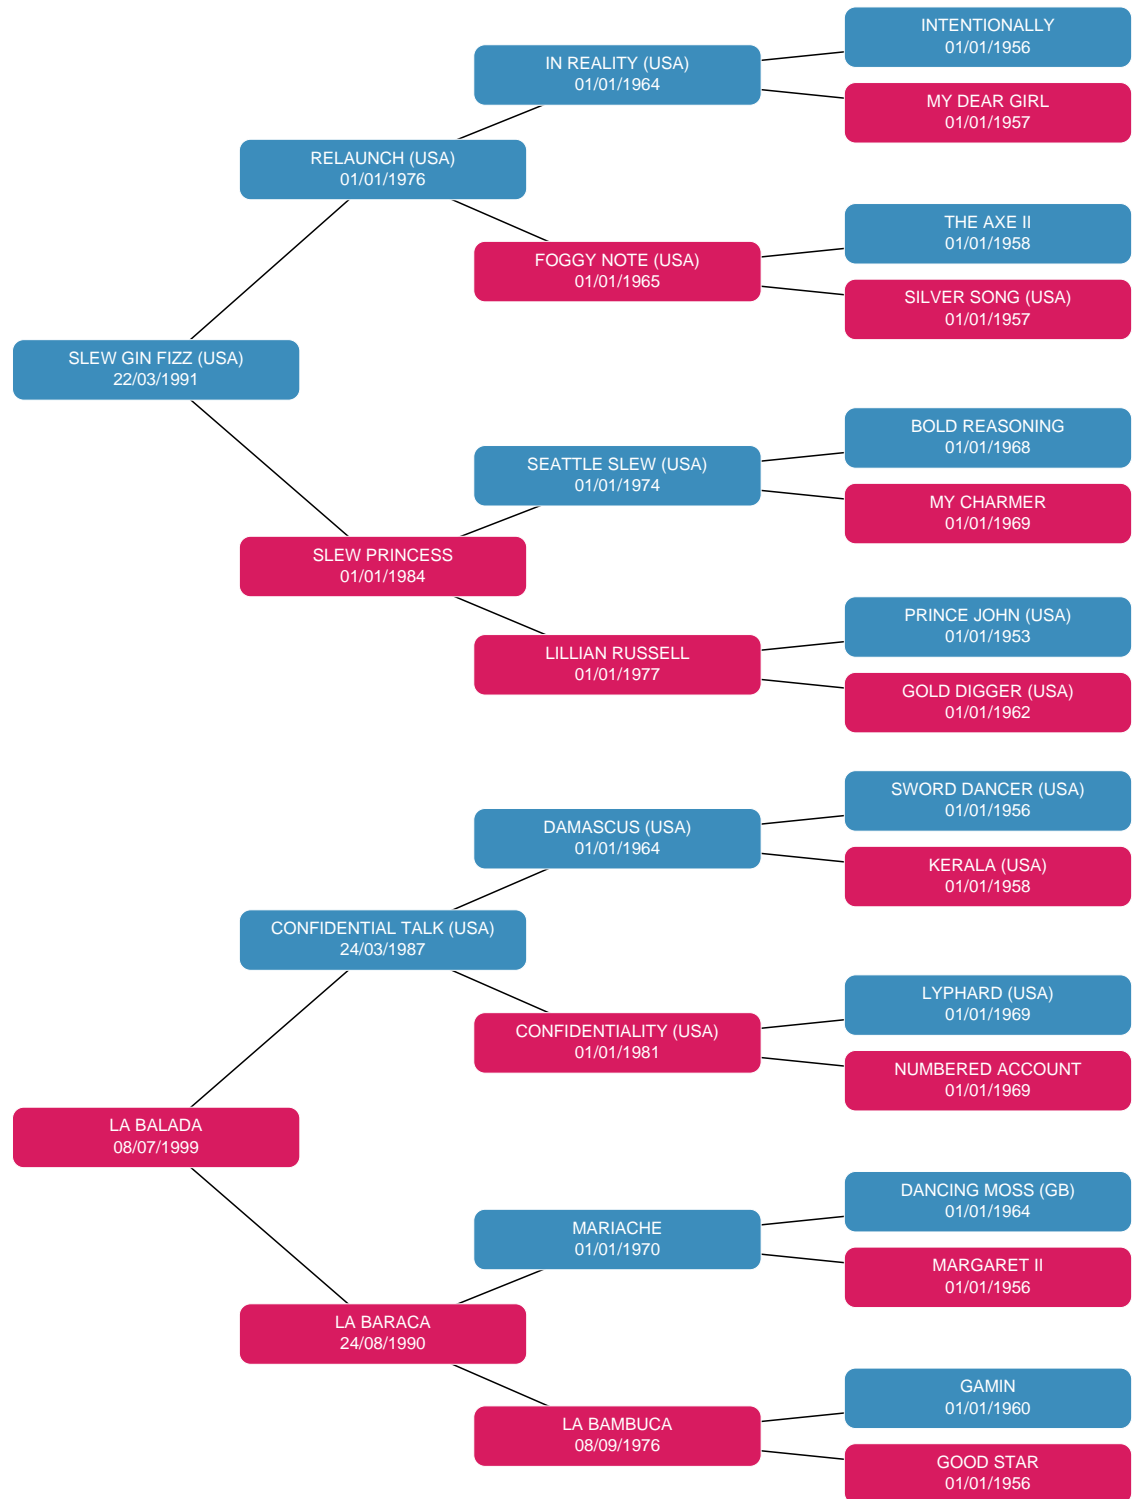 INTENTIONALLY
01/01/1956
IN REALITY (USA)
01/01/1964
MY DEAR GIRL
01/01/1957
RELAUNCH (USA)
01/01/1976
THE AXE II
01/01/1958
FOGGY NOTE (USA)
01/01/1965
SILVER SONG (USA)
01/01/1957
SLEW GIN FIZZ (USA)
22/03/1991
BOLD REASONING
01/01/1968
SEATTLE SLEW (USA)
01/01/1974
MY CHARMER
01/01/1969
SLEW PRINCESS
01/01/1984
PRINCE JOHN (USA)
01/01/1953
LILLIAN RUSSELL
01/01/1977
GOLD DIGGER (USA)
01/01/1962
SWORD DANCER (USA)
01/01/1956
DAMASCUS (USA)
01/01/1964
KERALA (USA)
01/01/1958
CONFIDENTIAL TALK (USA)
24/03/1987
LYPHARD (USA)
01/01/1969
CONFIDENTIALITY (USA)
01/01/1981
NUMBERED ACCOUNT
01/01/1969
LA BALADA
08/07/1999
DANCING MOSS (GB)
01/01/1964
MARIACHE
01/01/1970
MARGARET II
01/01/1956
LA BARACA
24/08/1990
GAMIN
01/01/1960
LA BAMBUCA
08/09/1976
GOOD STAR
01/01/1956